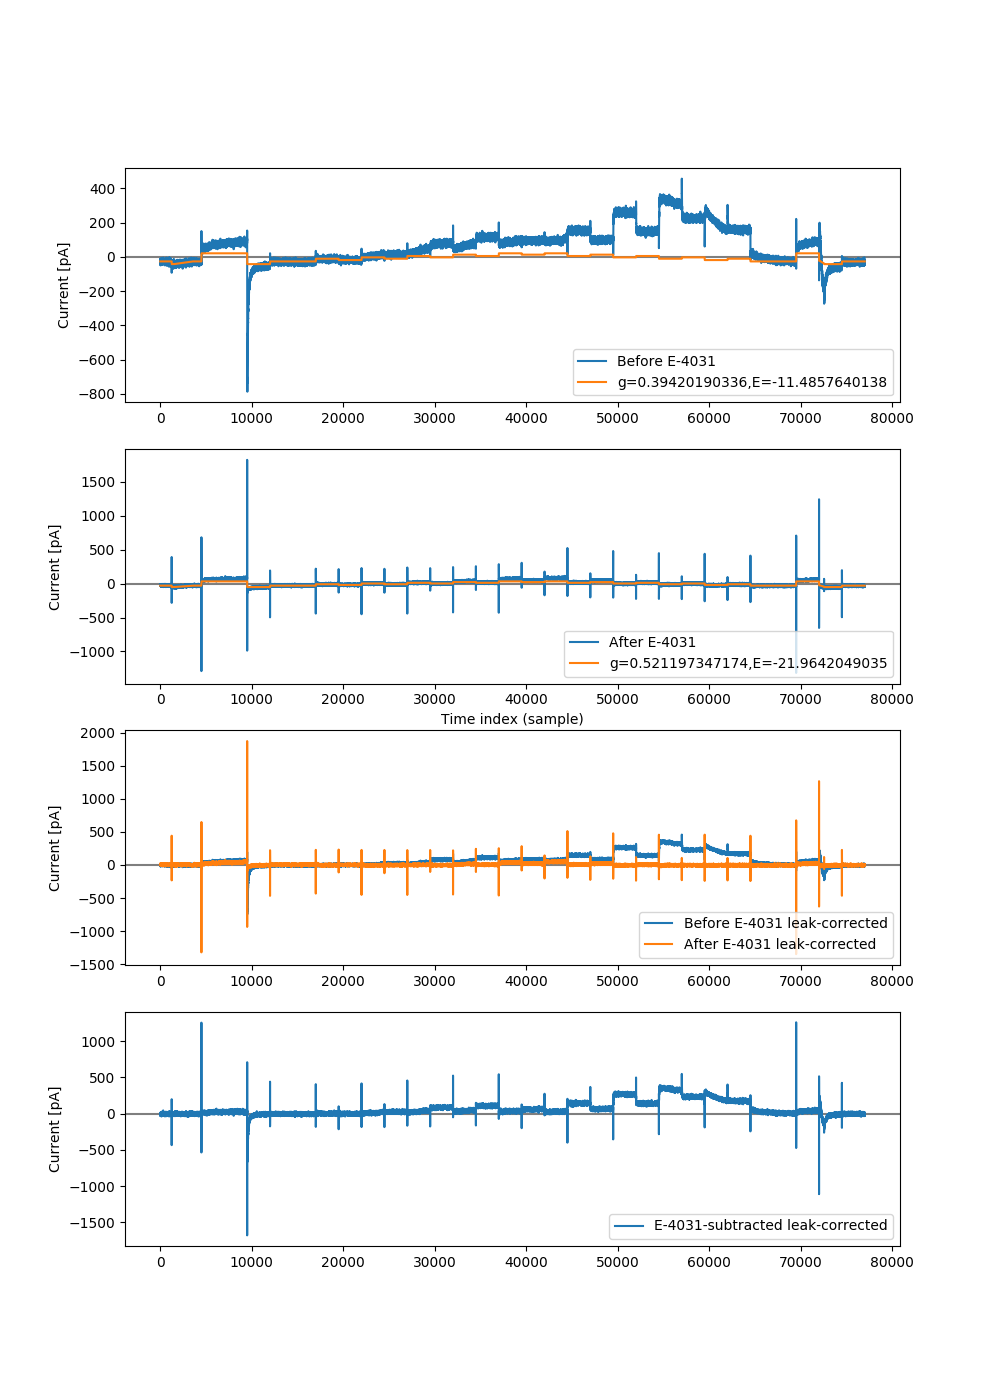 400
200
0
−200
−400
−600
−800
Current [pA]
Before E-4031
g=0.39420190336,E=-11.4857640138
0 10000 20000 30000 40000 50000 60000 70000 80000
1500
1000
500
0
−500
−1000
Current [pA]
After E-4031
g=0.521197347174,E=-21.9642049035
0 10000 20000 30000 40000 50000 60000 70000 80000
Time index (sample)
2000
1500
1000
500
0
−500
−1000
−1500
Current [pA]
Before E-4031 leak-corrected
After E-4031 leak-corrected
0 10000 20000 30000 40000 50000 60000 70000 80000
1000
500
0
−500
−1000
−1500
Current [pA]
E-4031-subtracted leak-corrected
0 10000 20000 30000 40000 50000 60000 70000 80000